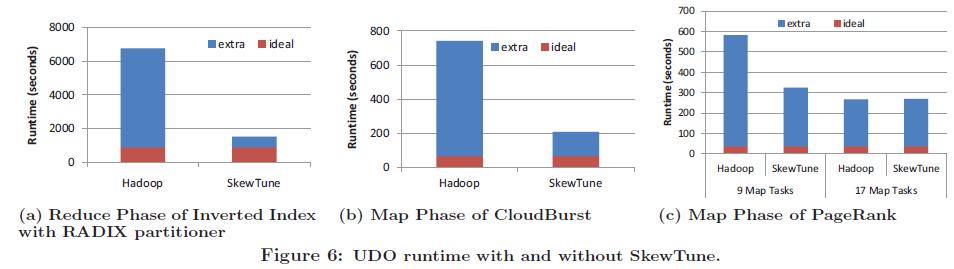 8000
6000
4000
2000
0
Runtime (seconds)
extra ideal
Hadoop SkewTune
(a) Reduce Phase of Inverted Index
with RADIX partitioner
800
600
400
200
0
Runtime (seconds)
extra ideal
Hadoop SkewTune
(b) Map Phase of CloudBurst
700
600
500
400
300
200
100
0
Runtime (seconds)
extra ideal
Hadoop SkewTune Hadoop SkewTune
9 Map Tasks 17 Map Tasks
(c) Map Phase of PageRank
Figure 6: UDO runtime with and without SkewTune.